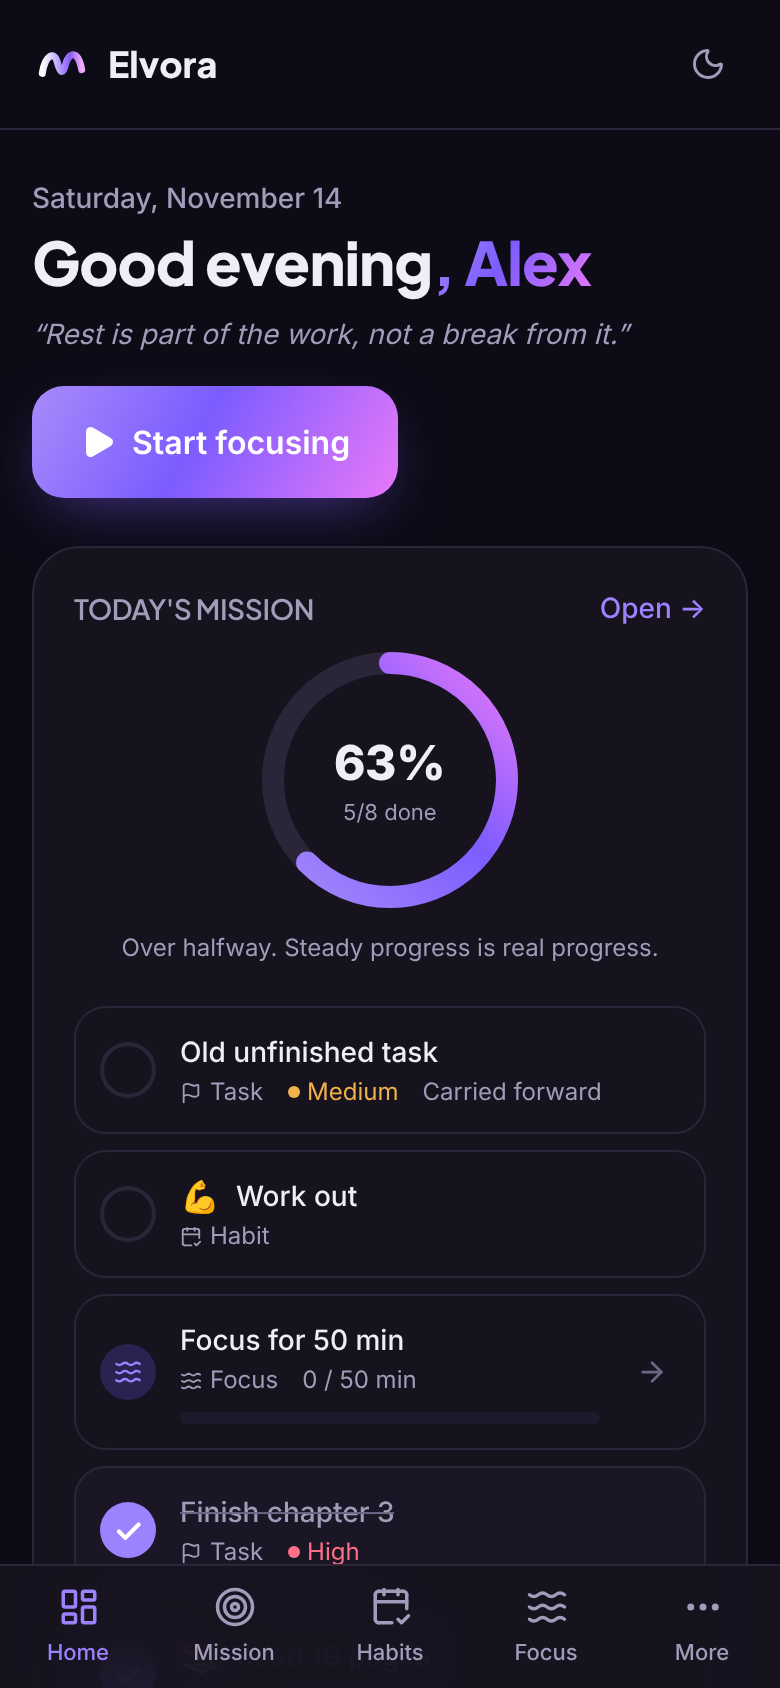 Elvora
Saturday, November 14
Good evening, Alex
“Rest is part of the work, not a break from it.”
Start focusing
TODAY'S MISSION
Open →
63%
5/8 done
Over halfway. Steady progress is real progress.
Old unfinished task
Task Medium Carried forward
💪 Work out
Habit
Focus for 50 min
Focus 0 / 50 min
Finish chapter 3
Task High
Home Mission Habits Focus More